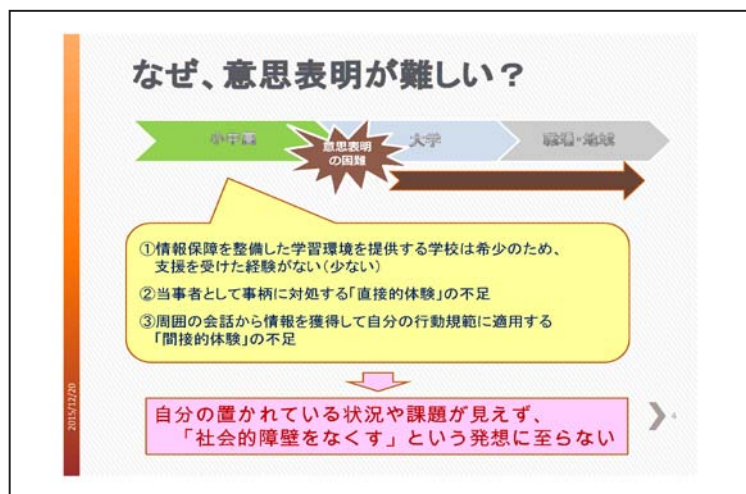 なぜ、意思表明が難しい？
小中高
意思表明
の困難
大学
職場・地域
①情報保障を整備した学習環境を提供する学校は希少のため、
支援を受けた経験がない(少ない)
②当事者として事柄に対処する「直接的体験」の不足
③周囲の会話から情報を獲得して自分の行動規範に適用する
「間接的体験」の不足
自分の置かれている状況や課題が見えず、
「社会的障壁をなくす」という発想に至らない
4
2015/12/20